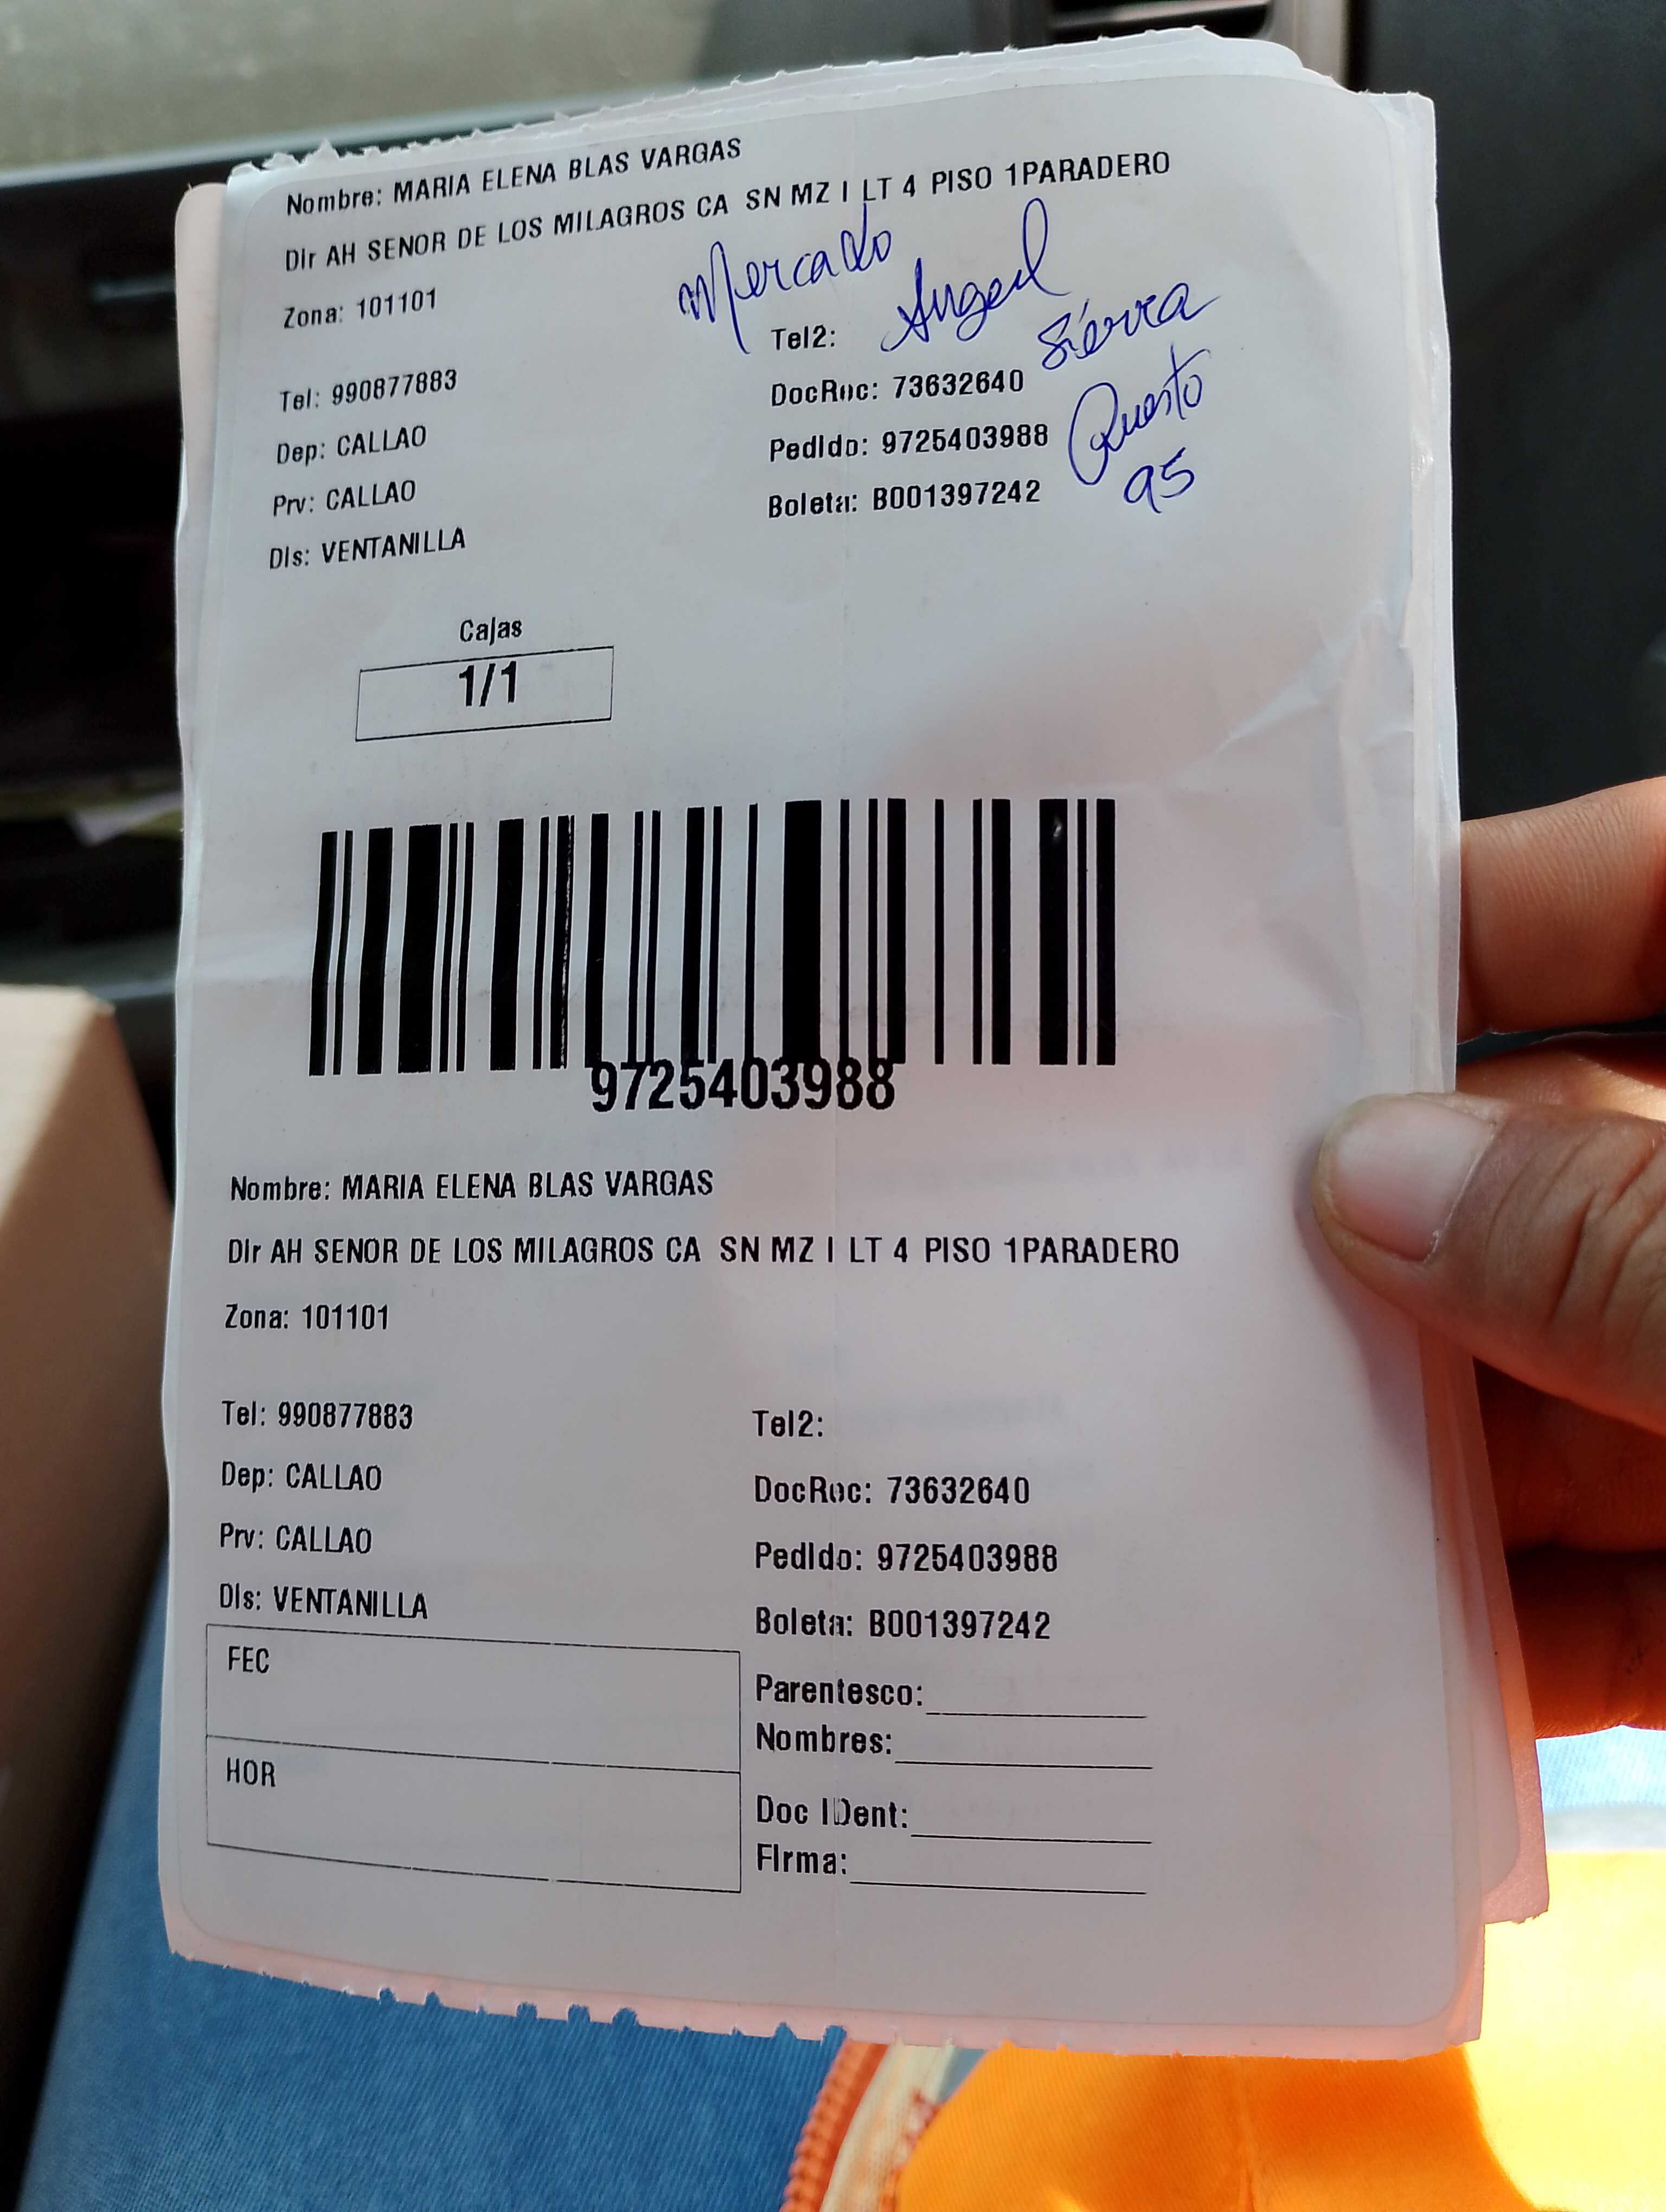 Nombre: MARIA ELENA BLAS VARGAS
Dir AH SENOR DE LOS MILAGROS CA SN MZ I LT 4 PISO 1PARADERO
Zona: 101101
Mercado
Angel
Sierra
Puesto
95
Tel2:
Tel: 990877883
DocRec: 73632640
Dep: CALLAO
Pedido: 9725403988
Prv: CALLAO
Boleta: B001397242
Dis: VENTANILLA
Cajas
1/1
9725403988
Nombre: MARIA ELENA BLAS VARGAS
Dir AH SENOR DE LOS MILAGROS CA SN MZ I LT 4 PISO 1PARADERO
Zona: 101101
Tel: 990877883
Tel2:
Dep: CALLAO
DocRec: 73632640
Prv: CALLAO
Pedido: 9725403988
Dis: VENTANILLA
Boleta: B001397242
FEC
Parentesco:
Nombres:
HOR
Doc IDent:
Firma: